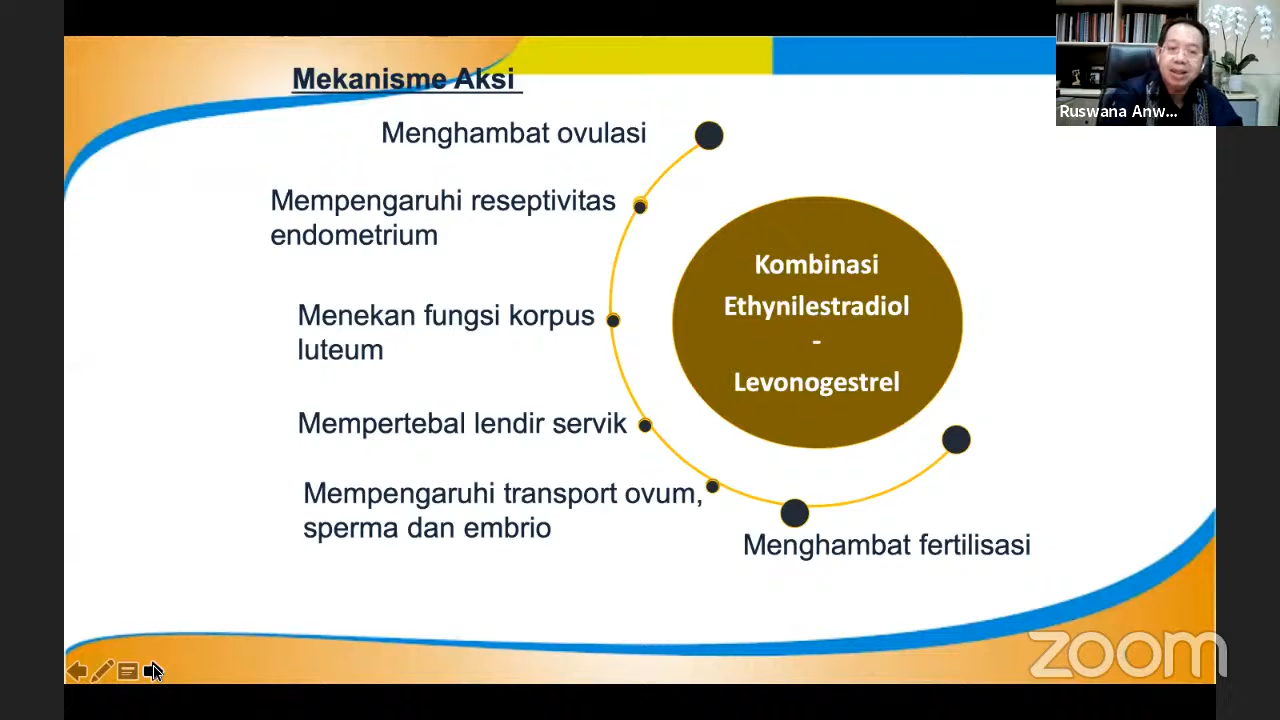 Mekanisme Aksi
Menghambat ovulasi
Mempengaruhi reseptivitas
endometrium
Menekan fungsi korpus
luteum
Mempertebal lendir servik
Mempengaruhi transport ovum,
sperma dan embrio
Menghambat fertilisasi
Kombinasi
Ethynilestradiol
-
Levonogestrel
Ruswana Anw...
zoom